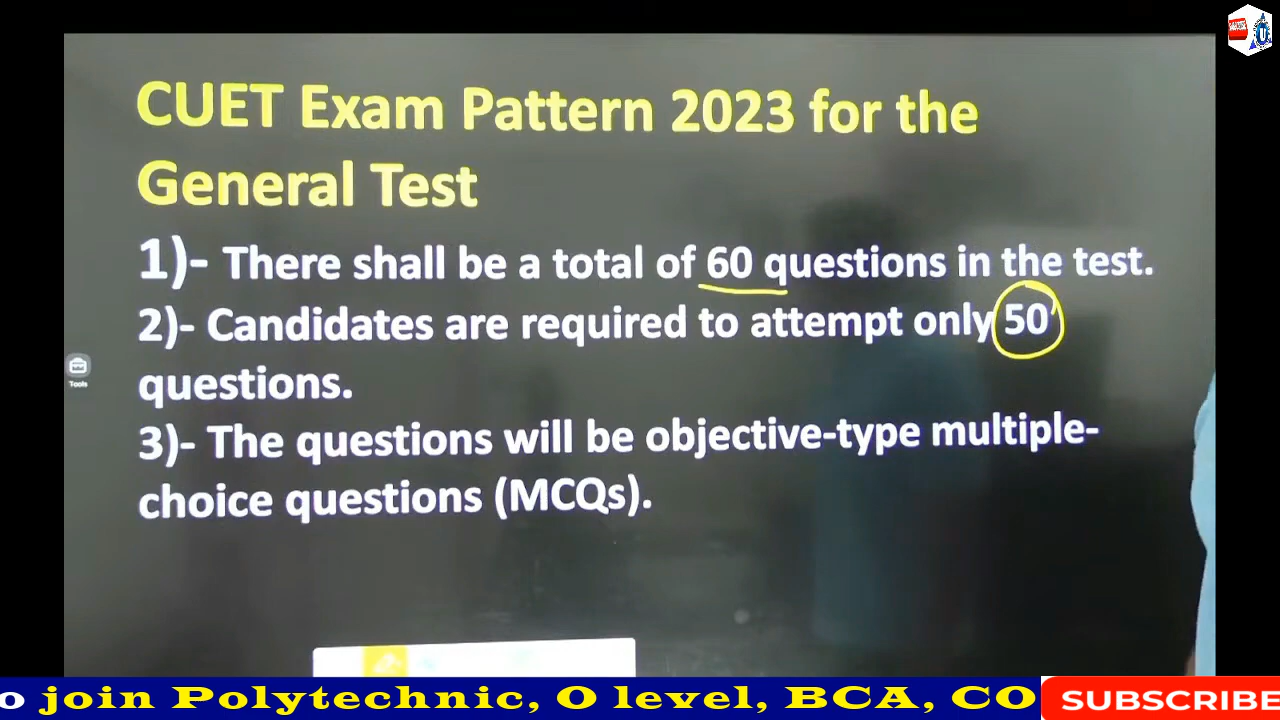 CUET Exam Pattern 2023 for the
General Test
1)- There shall be a total of 60 questions in the test.
2)- Candidates are required to attempt only 50
questions.
3)- The questions will be objective-type multiple-
choice questions (MCQs).
Tools
o join Polytechnic, O level, BCA, CO
SUBSCRIBE
U